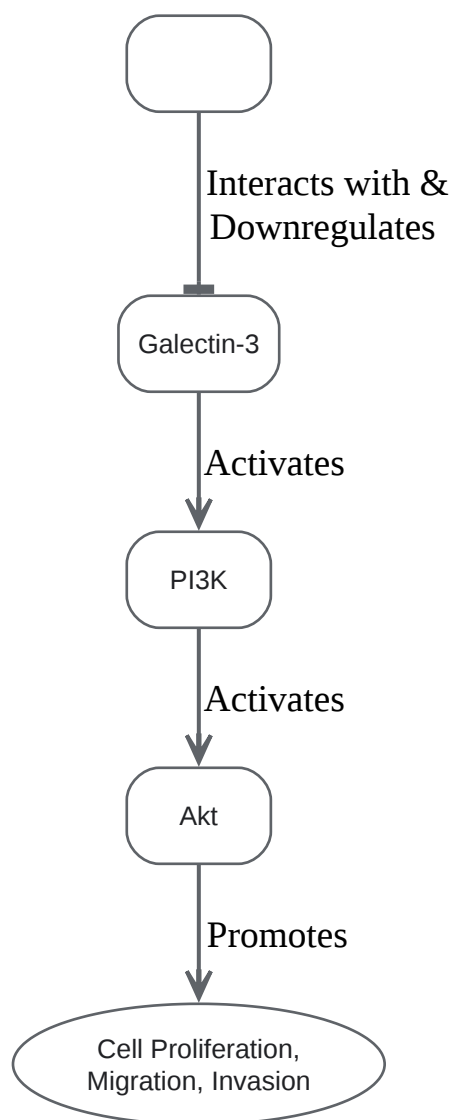 Interacts with &
Downregulates
Galectin-3
Activates
PI3K
Activates
Akt
Promotes
Cell Proliferation,
Migration, Invasion